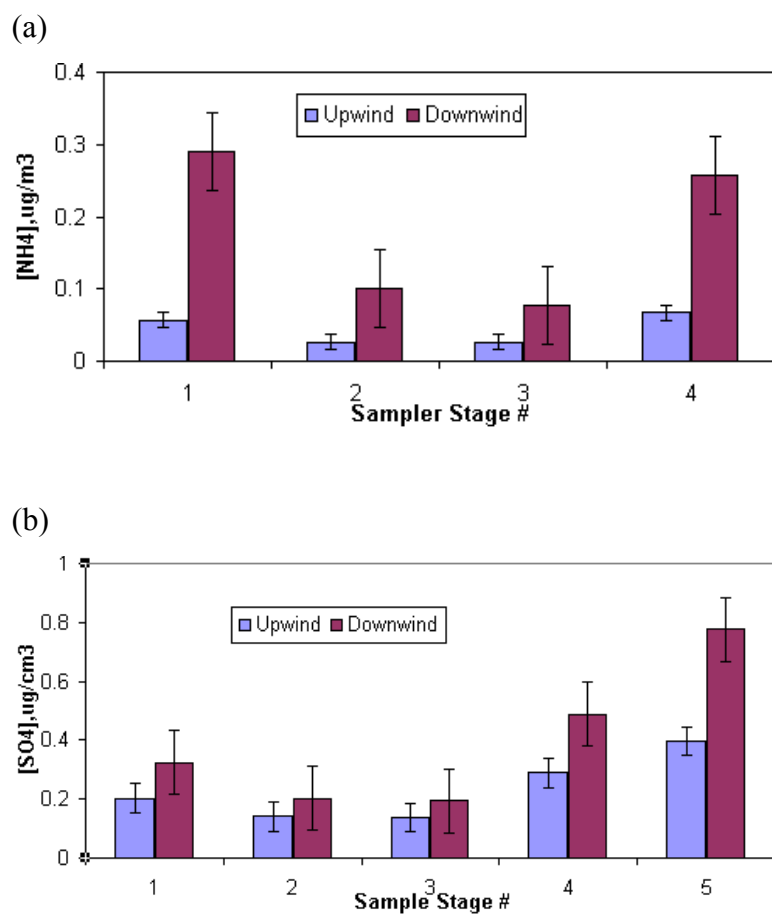 (a)
0.4
0.3
0.2
0.1
0
[NH4],ug/m3
Upwind Downwind
1 2 3 4
Sampler Stage #
(b)
1
0.8
0.6
0.4
0.2
0
[SO4],ug/cm3
Upwind Downwind
1 2 3 4 5
Sample Stage #